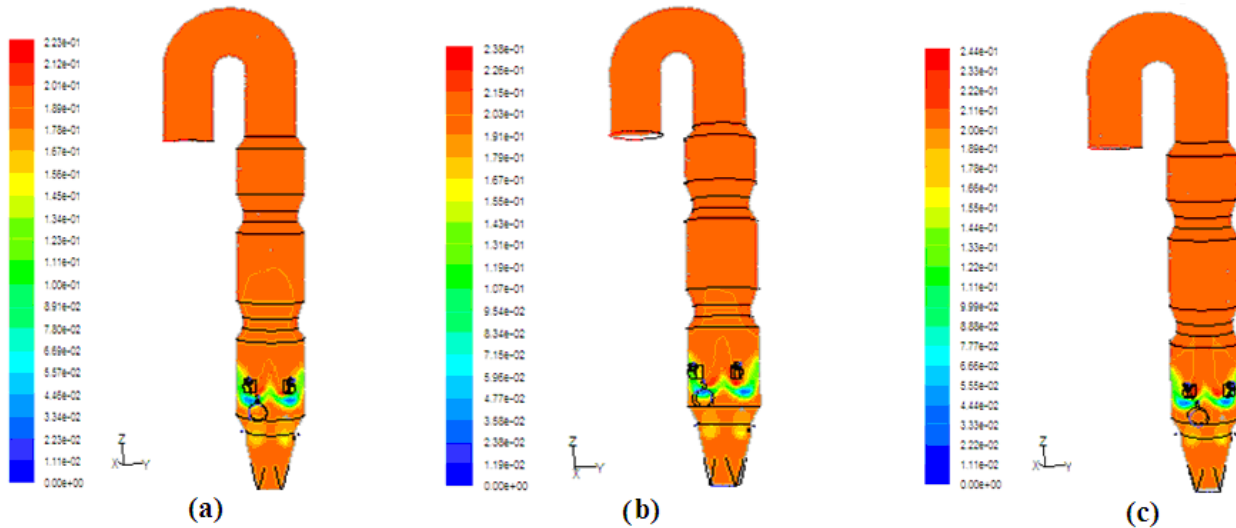 2.23e-01
2.12e-01
2.01e-01
1.89e-01
1.78e-01
1.67e-01
1.56e-01
1.45e-01
1.34e-01
1.23e-01
1.11e-01
1.00e-01
8.91e-02
7.80e-02
6.69e-02
5.57e-02
4.46e-02
3.34e-02
2.23e-02
1.11e-02
0.00e+00
Z
X Y
(a)
2.38e-01
2.26e-01
2.15e-01
2.03e-01
1.91e-01
1.79e-01
1.67e-01
1.55e-01
1.43e-01
1.31e-01
1.19e-01
1.07e-01
9.54e-02
8.35e-02
7.15e-02
5.96e-02
4.77e-02
3.58e-02
2.38e-02
1.19e-02
0.00e+00
Z
X Y
(b)
2.44e-01
2.33e-01
2.22e-01
2.11e-01
2.00e-01
1.89e-01
1.77e-01
1.66e-01
1.55e-01
1.44e-01
1.33e-01
1.22e-01
1.11e-01
9.99e-02
8.88e-02
7.77e-02
6.66e-02
5.55e-02
4.44e-02
3.33e-02
2.22e-02
1.11e-02
0.00e+00
Z
X Y
(c)